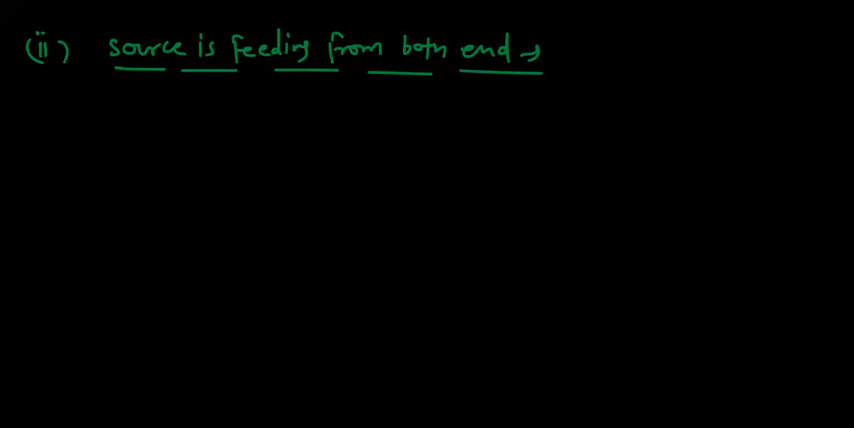 (ii) source is feeding from both end →